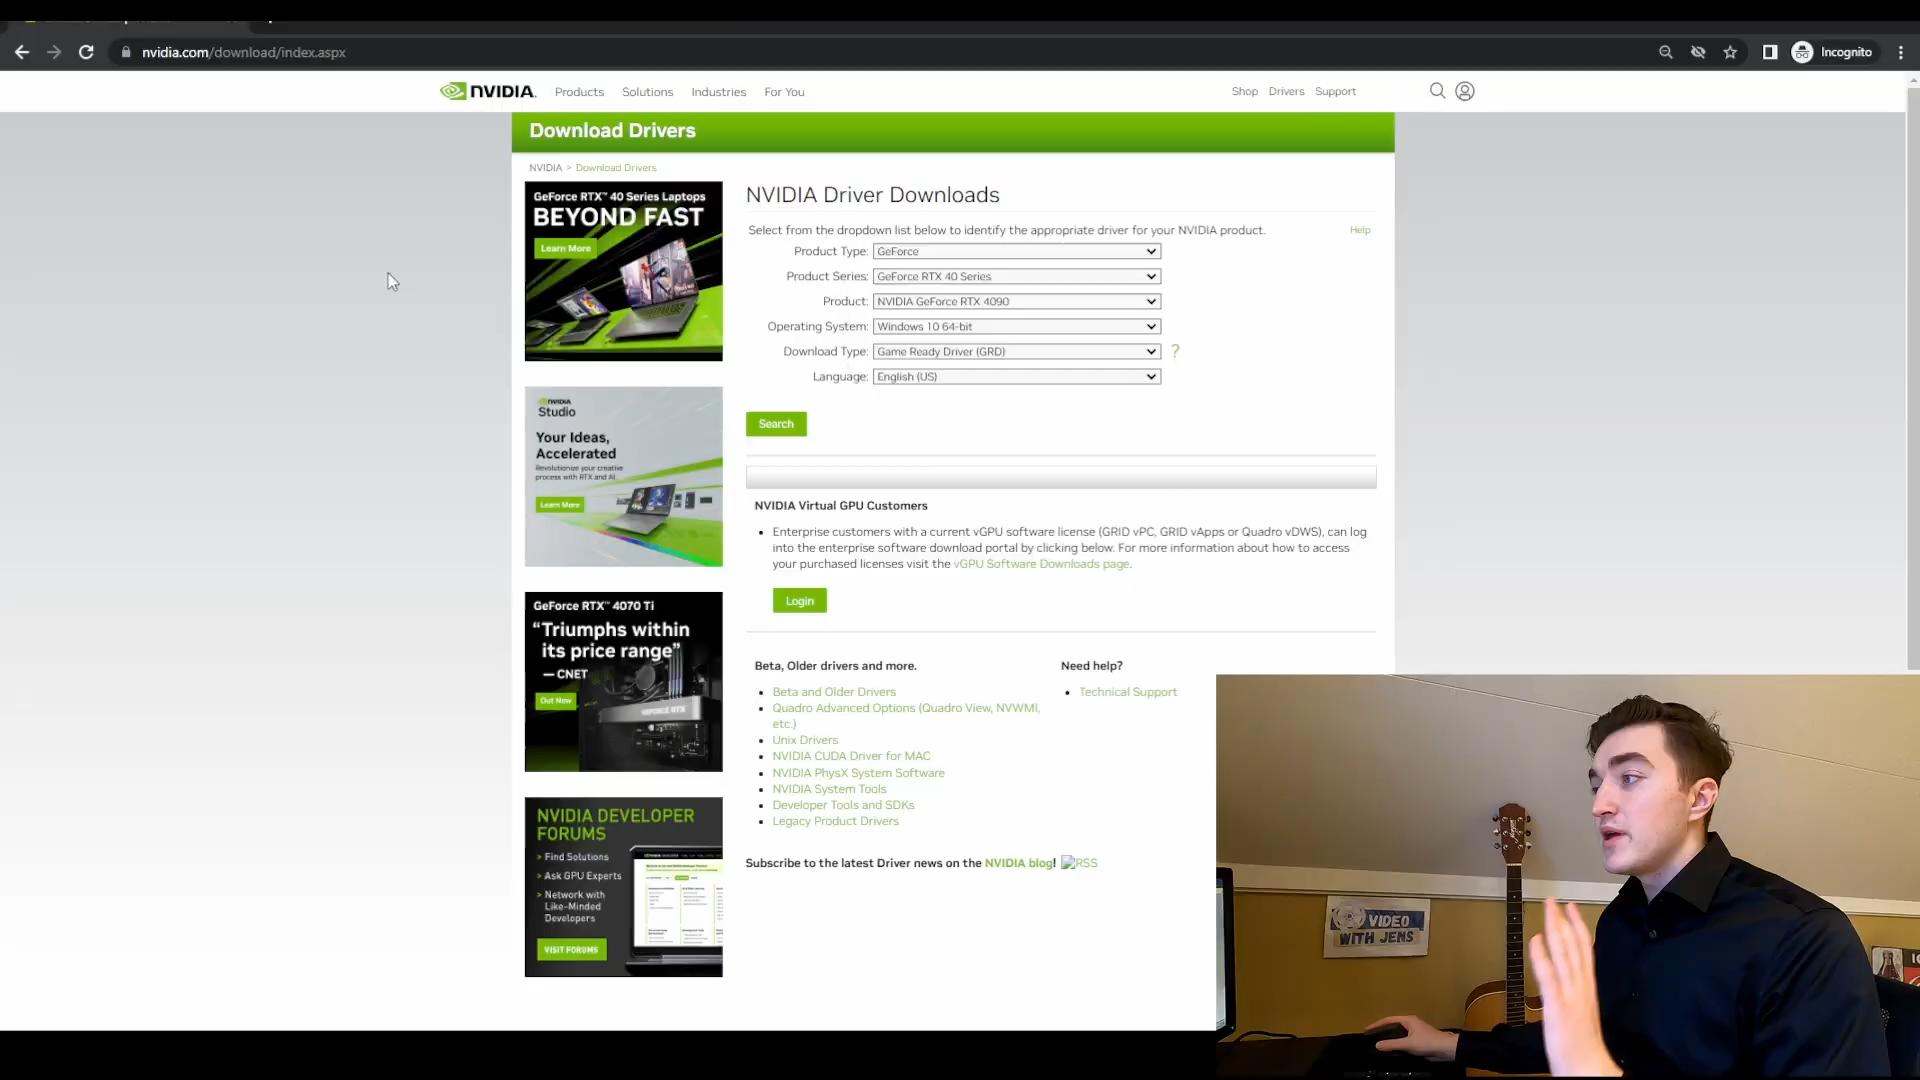 nvidia.com/download/index.aspx
Incognito
NVIDIA.
Products Solutions Industries For You
Shop Drivers Support
Download Drivers
NVIDIA > Download Drivers
GeForce RTX™ 40 Series Laptops
BEYOND FAST
Learn More
NVIDIA Driver Downloads
Select from the dropdown list below to identify the appropriate driver for your NVIDIA product.
Help
Product Type: GeForce
Product Series: GeForce RTX 40 Series
Product: NVIDIA GeForce RTX 4090
Operating System: Windows 10 64-bit
Download Type: Game Ready Driver (GRD) ?
Language: English (US)
Search
NVIDIA
Studio
Your Ideas,
Accelerated
Revolutionize your creative
process with RTX and AI.
Learn More
NVIDIA Virtual GPU Customers
Enterprise customers with a current vGPU software license (GRID vPC, GRID vApps or Quadro vDWS), can log
into the enterprise software download portal by clicking below. For more information about how to access
your purchased licenses visit the vGPU Software Downloads page.
Login
GeForce RTX™ 4070 Ti
“Triumphs within
its price range”
— CNET
Out Now
GEFORCE RTX
Beta, Older drivers and more.
Beta and Older Drivers
Quadro Advanced Options (Quadro View, NVWMI,
etc.)
Unix Drivers
NVIDIA CUDA Driver for MAC
NVIDIA PhysX System Software
NVIDIA System Tools
Developer Tools and SDKs
Legacy Product Drivers
Need help?
Technical Support
NVIDIA DEVELOPER
FORUMS
> Find Solutions
> Ask GPU Experts
> Network with
Like-Minded
Developers
VISIT FORUMS
Subscribe to the latest Driver news on the NVIDIA blog! RSS
VIDEO
WITH JENS